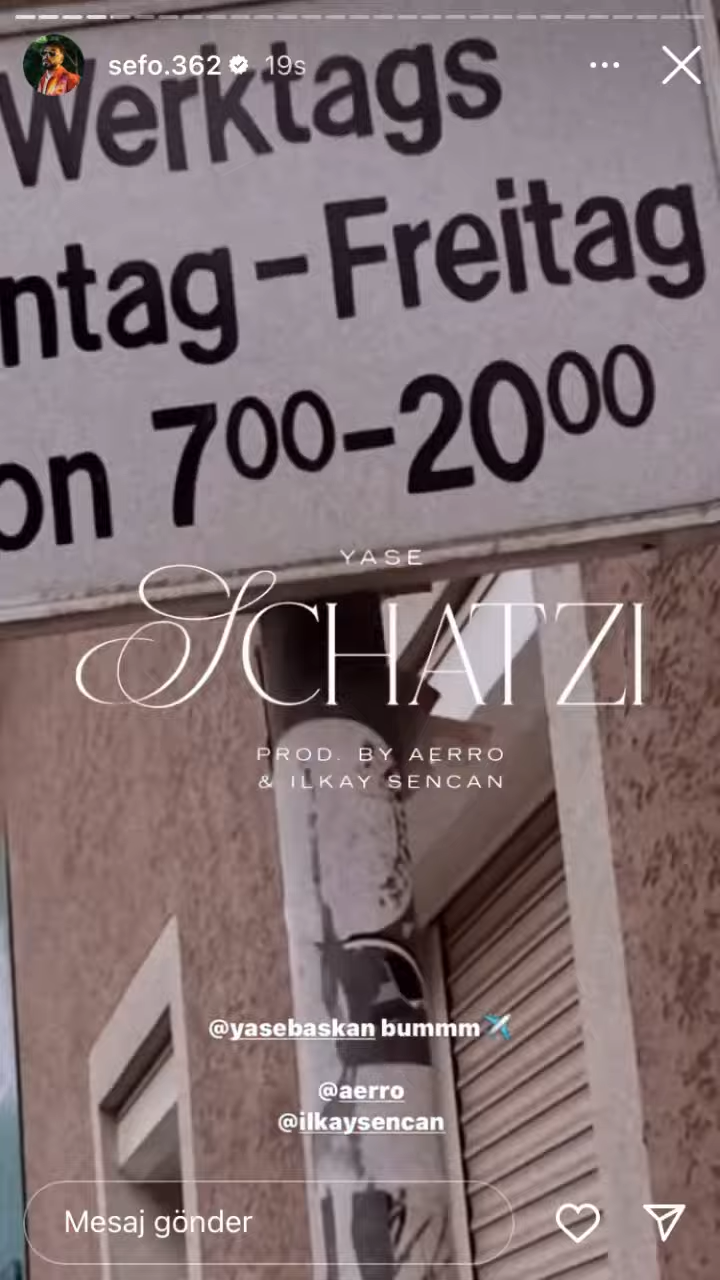 sefo.362 19s
Werktags
ntag-Freitag
on 7⁰⁰-20⁰⁰
YASE
SCHATZI
PROD. BY AERRO
& ILKAY SENCAN
@yasebaskan bummm✈️
@aerro
@ilkaysencan
Mesaj gönder